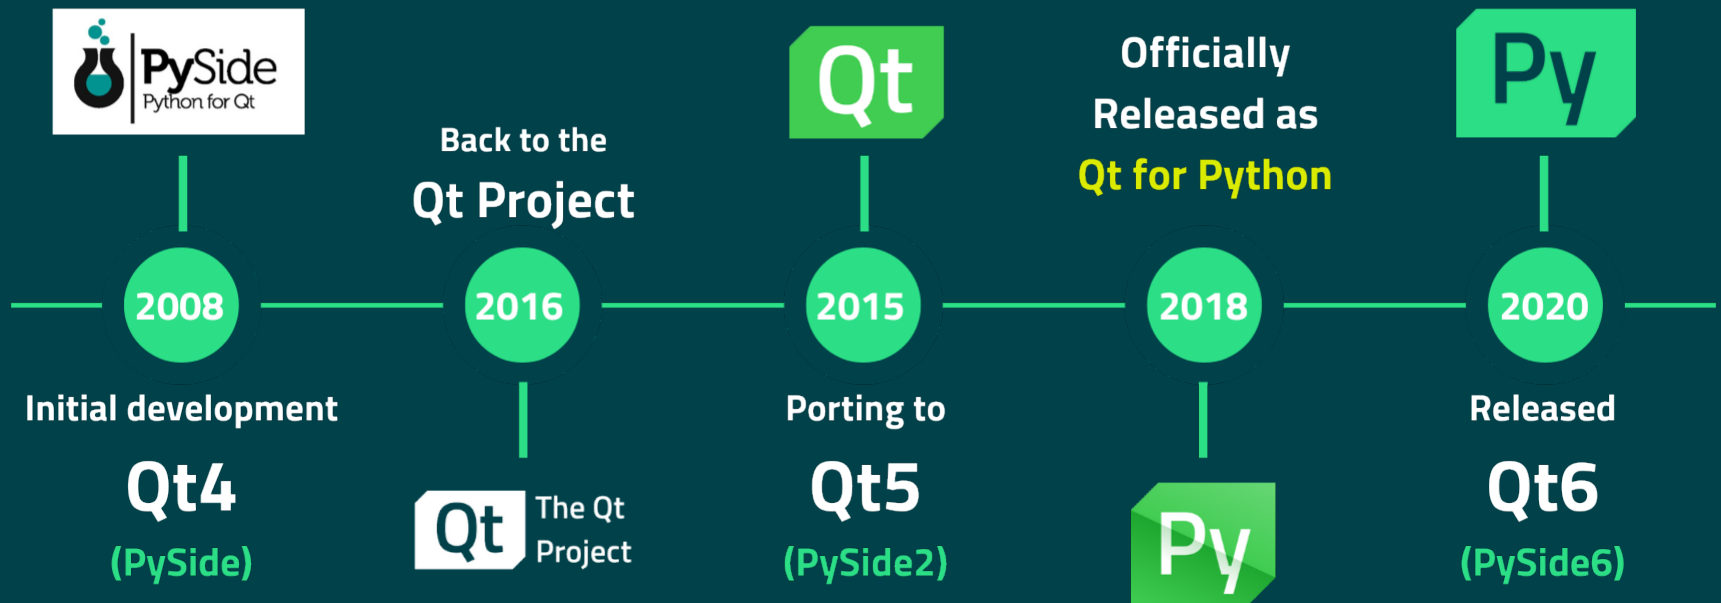 PySide
Python for Qt
2008
Initial development
Qt4
(PySide)
Back to the
Qt Project
2016
Qt
The Qt
Project
Qt
2015
Porting to
Qt5
(PySide2)
Officially
Released as
Qt for Python
2018
Py
Py
2020
Released
Qt6
(PySide6)